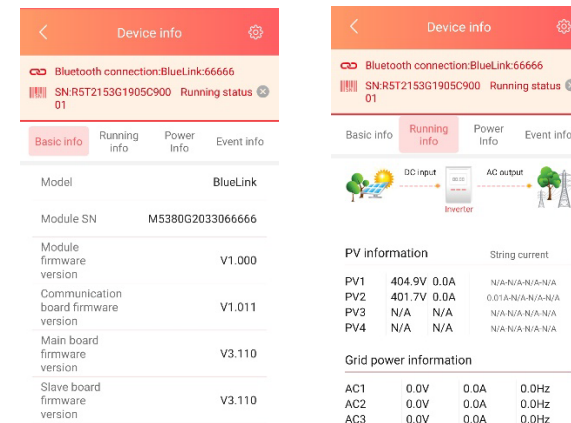 Device info
Bluetooth connection:BlueLink:66666
SN:R5T2153G1905C900 Running status
01
Basic info Running info Power Info Event info
Model BlueLink
Module SN M5380G2033066666
Module firmware version V1.000
Communication board firmware version V1.011
Main board firmware version V3.110
Slave board firmware version V3.110
Device info
Bluetooth connection:BlueLink:66666
SN:R5T2153G1905C900 Running status
01
Basic info Running info Power Info Event info
DC input AC output
Inverter
PV information String current
PV1 404.9V 0.0A N/A-N/A-N/A-N/A
PV2 401.7V 0.0A 0.01A-N/A-N/A-N/A
PV3 N/A N/A N/A-N/A-N/A-N/A
PV4 N/A N/A N/A-N/A-N/A-N/A
Grid power information
AC1 0.0V 0.0A 0.0Hz
AC2 0.0V 0.0A 0.0Hz
AC3 0.0V 0.0A 0.0Hz